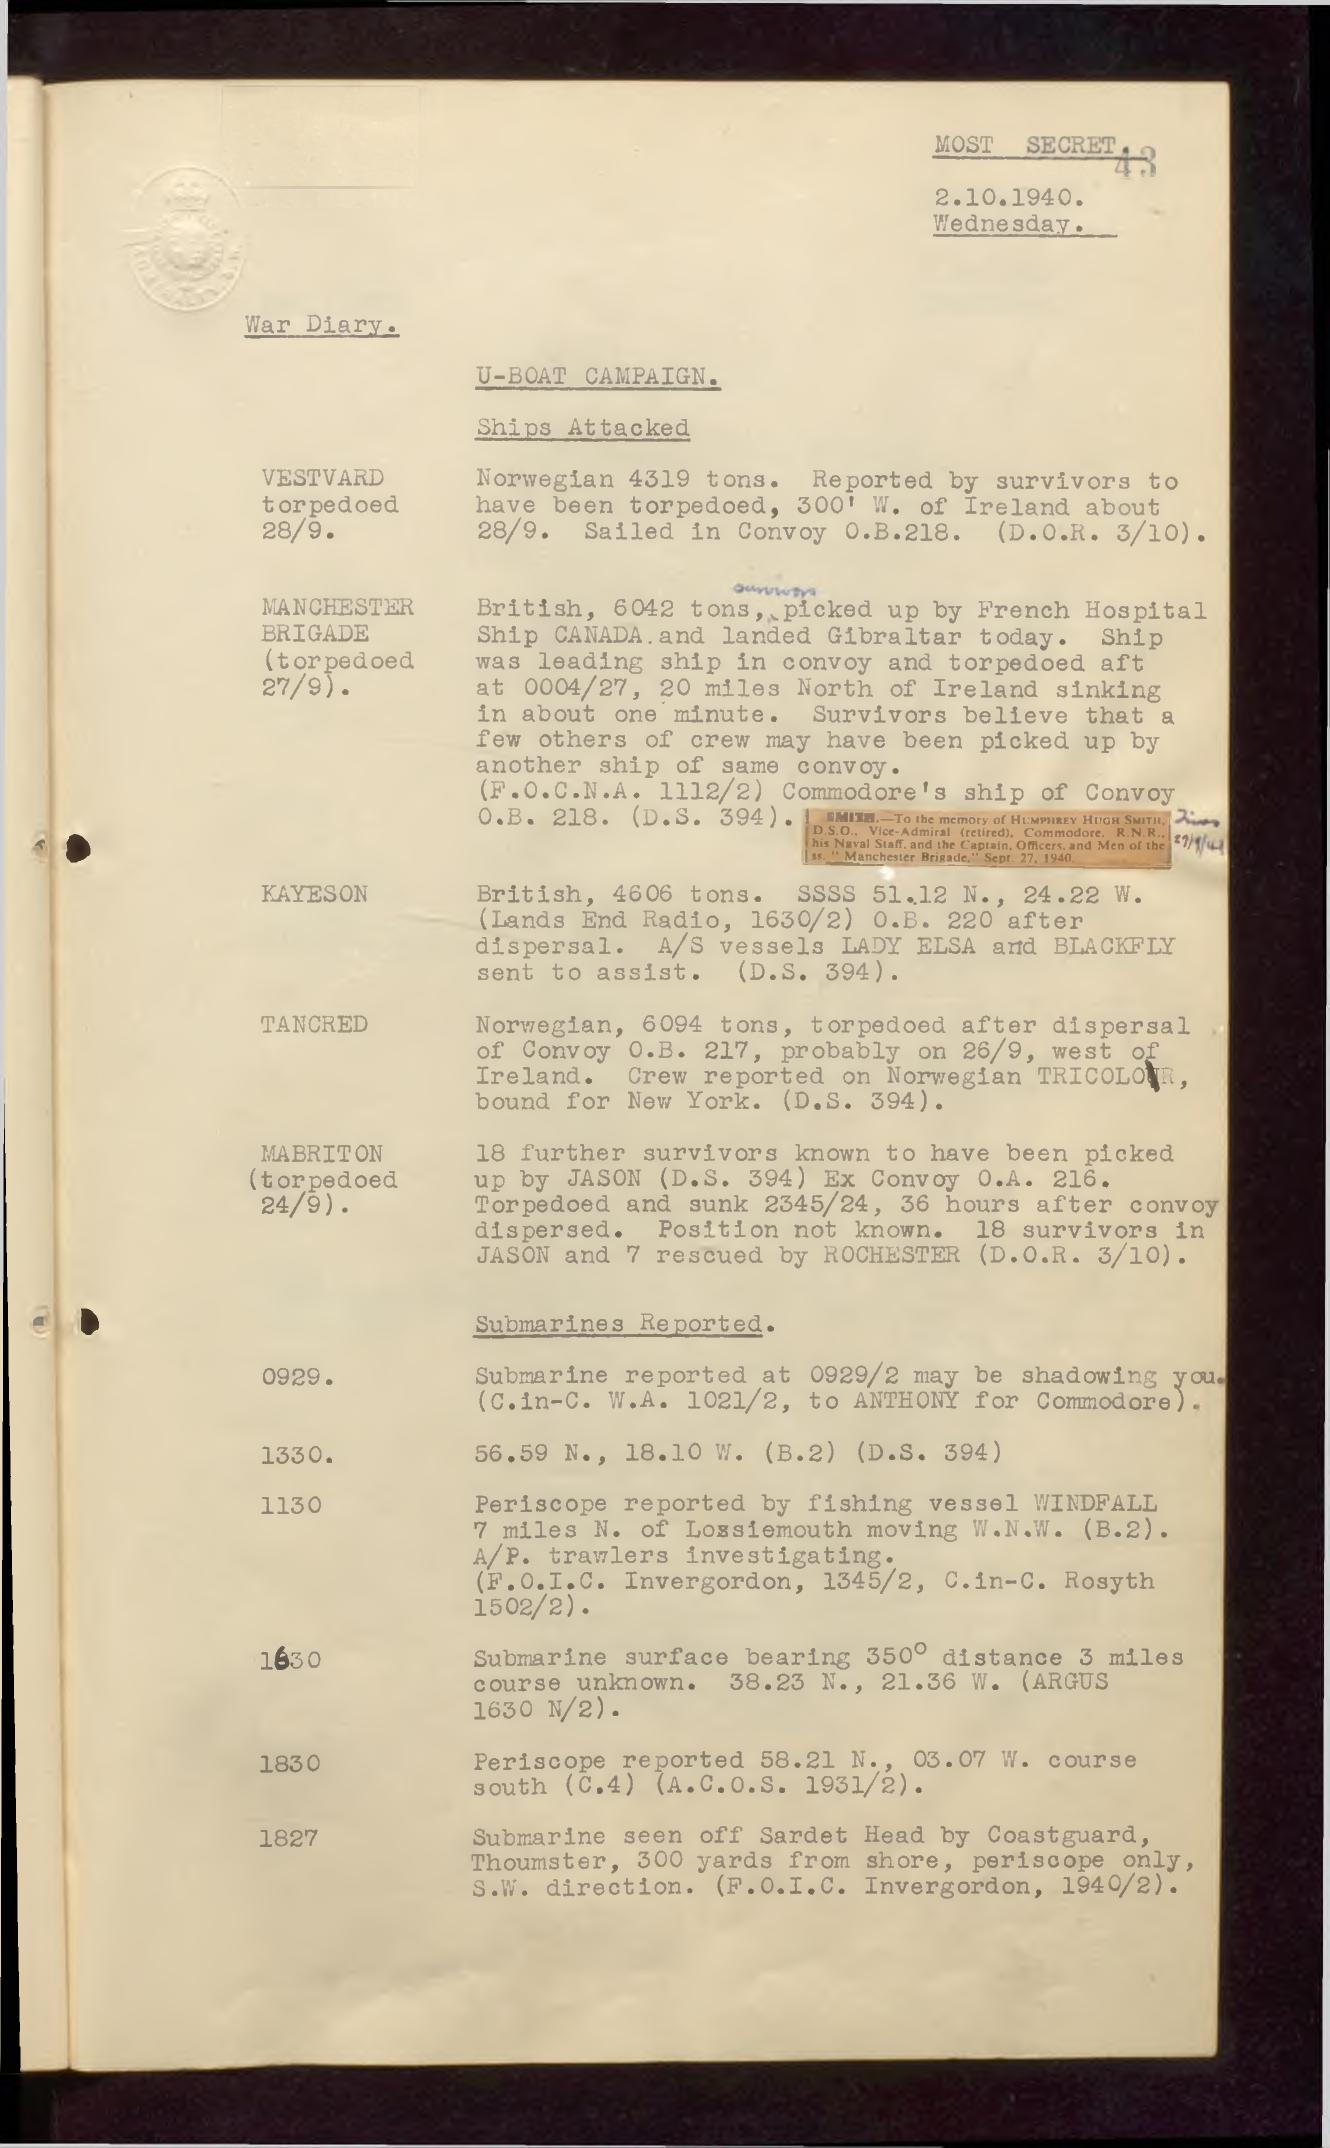 MOST SECRET.
43
2.10.1940.
Wednesday.
War Diary.
U-BOAT CAMPAIGN.
Ships Attacked
VESTVARD
torpedoed
28/9.
Norwegian 4319 tons. Reported by survivors to
have been torpedoed, 300' W. of Ireland about
28/9. Sailed in Convoy O.B.218. (D.O.R. 3/10).
MANCHESTER
BRIGADE
(torpedoed
27/9).
survivors
British, 6042 tons, picked up by French Hospital
Ship CANADA.and landed Gibraltar today. Ship
was leading ship in convoy and torpedoed aft
at 0004/27, 20 miles North of Ireland sinking
in about one minute. Survivors believe that a
few others of crew may have been picked up by
another ship of same convoy.
(F.O.C.N.A. 1112/2) Commodore's ship of Convoy
O.B. 218. (D.S. 394).
SMITH.—To the memory of HUMPHREY HUGH SMITH,
D.S.O., Vice-Admiral (retired), Commodore, R.N.R.,
his Naval Staff, and the Captain, Officers, and Men of the
ss. "Manchester Brigade," Sept. 27, 1940.
Times
KAYESON
British, 4606 tons. SSSS 51.12 N., 24.22 W.
(Lands End Radio, 1630/2) O.B. 220 after
dispersal. A/S vessels LADY ELSA and BLACKFLY
sent to assist. (D.S. 394).
TANCRED
Norwegian, 6094 tons, torpedoed after dispersal
of Convoy O.B. 217, probably on 26/9, west of
Ireland. Crew reported on Norwegian TRICOLOUR,
bound for New York. (D.S. 394).
MABRITON
(torpedoed
24/9).
18 further survivors known to have been picked
up by JASON (D.S. 394) Ex Convoy O.A. 216.
Torpedoed and sunk 2345/24, 36 hours after convoy
dispersed. Position not known. 18 survivors in
JASON and 7 rescued by ROCHESTER (D.O.R. 3/10).
Submarines Reported.
0929.
Submarine reported at 0929/2 may be shadowing you.
(C.in-C. W.A. 1021/2, to ANTHONY for Commodore).
1330.
56.59 N., 18.10 W. (B.2) (D.S. 394)
1130
Periscope reported by fishing vessel WINDFALL
7 miles N. of Lossiemouth moving W.N.W. (B.2).
A/P. trawlers investigating.
(F.O.I.C. Invergordon, 1345/2, C.in-C. Rosyth
1502/2).
1630
Submarine surface bearing 350° distance 3 miles
course unknown. 38.23 N., 21.36 W. (ARGUS
1630 N/2).
1830
Periscope reported 58.21 N., 03.07 W. course
south (C.4) (A.C.O.S. 1931/2).
1827
Submarine seen off Sardet Head by Coastguard,
Thoumster, 300 yards from shore, periscope only,
S.W. direction. (F.O.I.C. Invergordon, 1940/2).